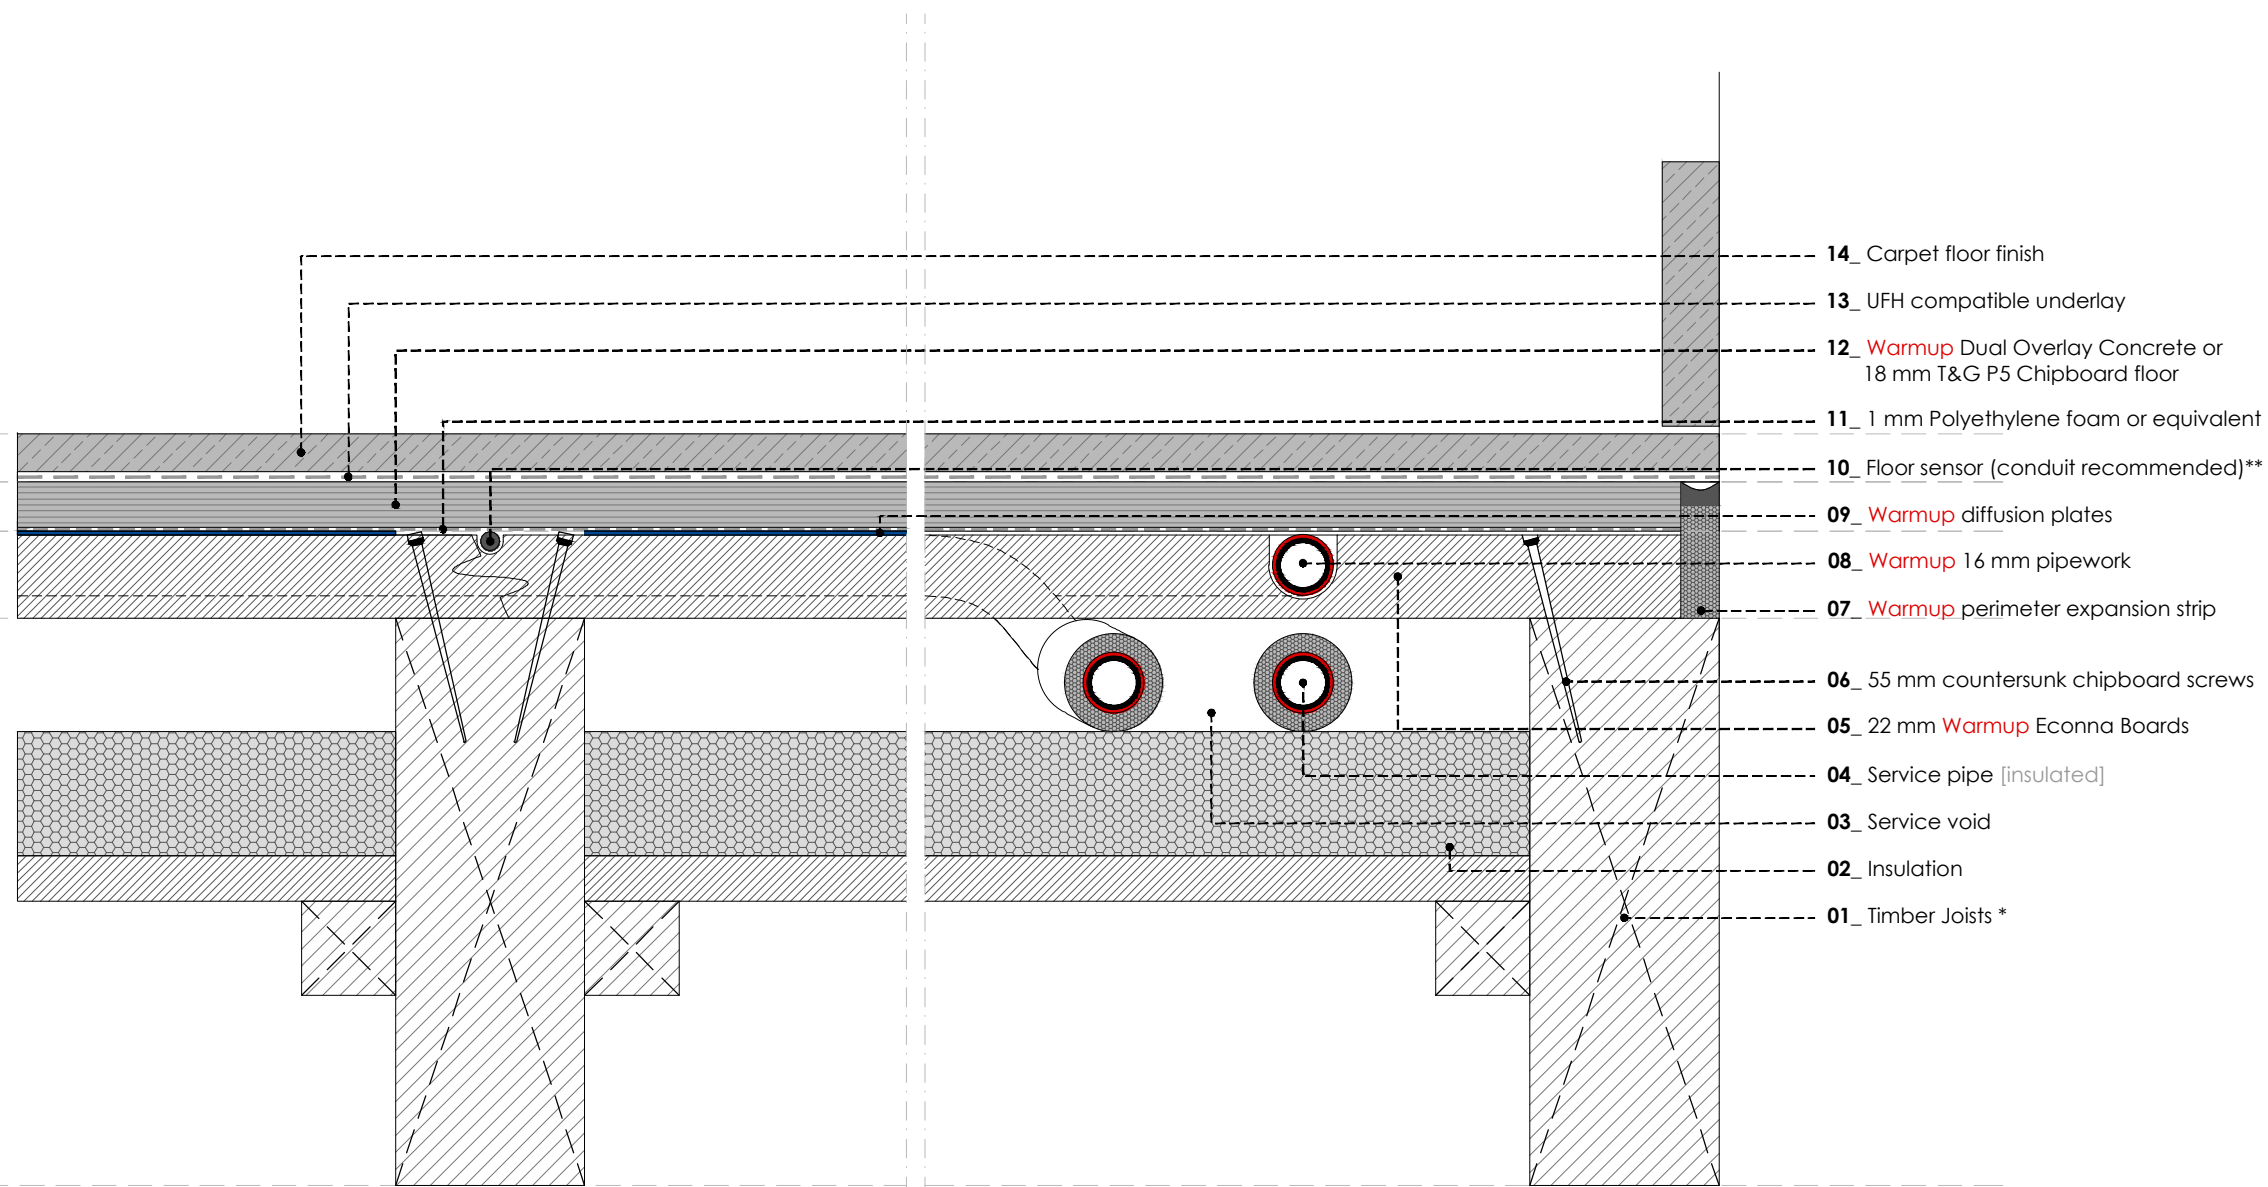 14_ Carpet floor finish
13_ UFH compatible underlay
12_ Warmup Dual Overlay Concrete or
18 mm T&G P5 Chipboard floor
11_ 1 mm Polyethylene foam or equivalent
10_ Floor sensor (conduit recommended)**
09_ Warmup diffusion plates
08_ Warmup 16 mm pipework
07_ Warmup perimeter expansion strip
06_ 55 mm countersunk chipboard screws
05_ 22 mm Warmup Econna Boards
04_ Service pipe [insulated]
03_ Service void
02_ Insulation
01_ Timber Joists *